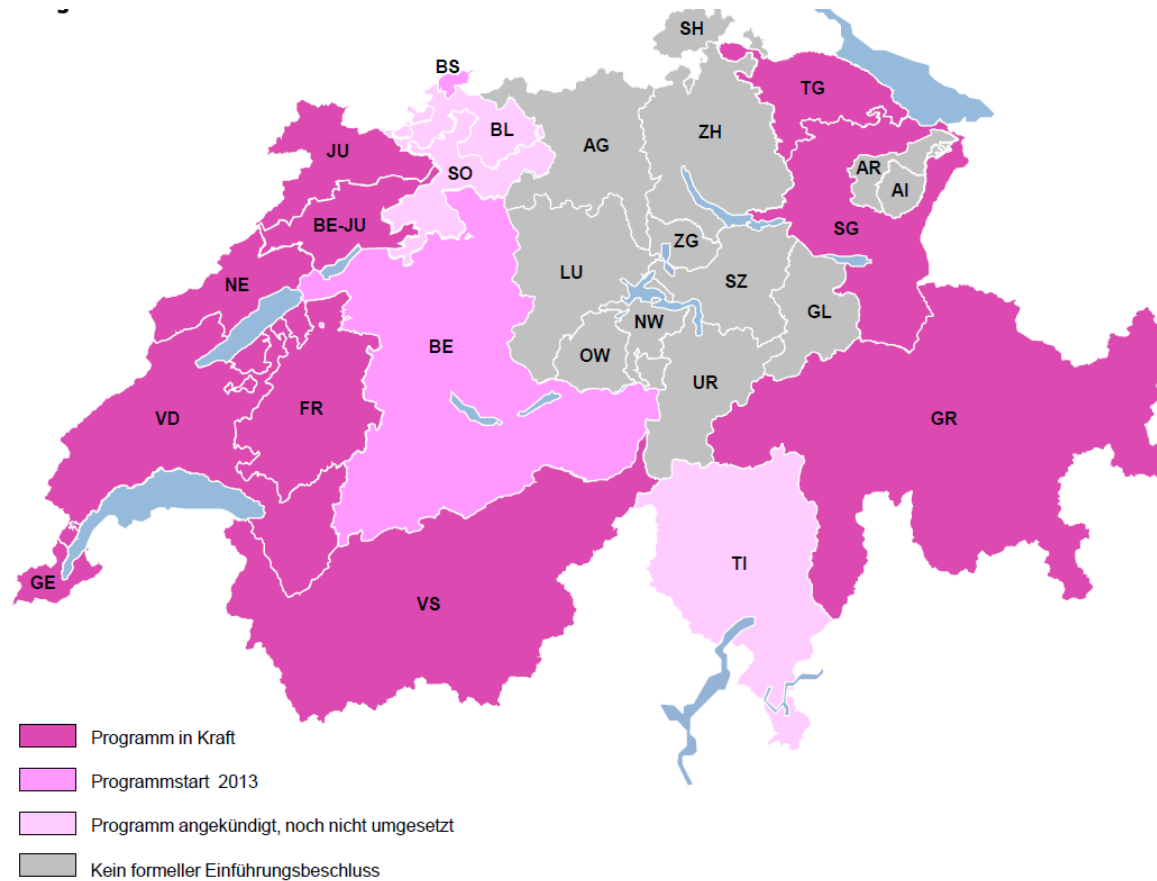 SH
BS
TG
BL
ZH
AG
JU
AR
SO
AI
BE-JU
SG
ZG
LU
SZ
NE
GL
NW
BE
OW
UR
FR
VD
GR
TI
GE
VS
Programm in Kraft
Programmstart 2013
Programm angekündigt, noch nicht umgesetzt
Kein formeller Einführungsbeschluss